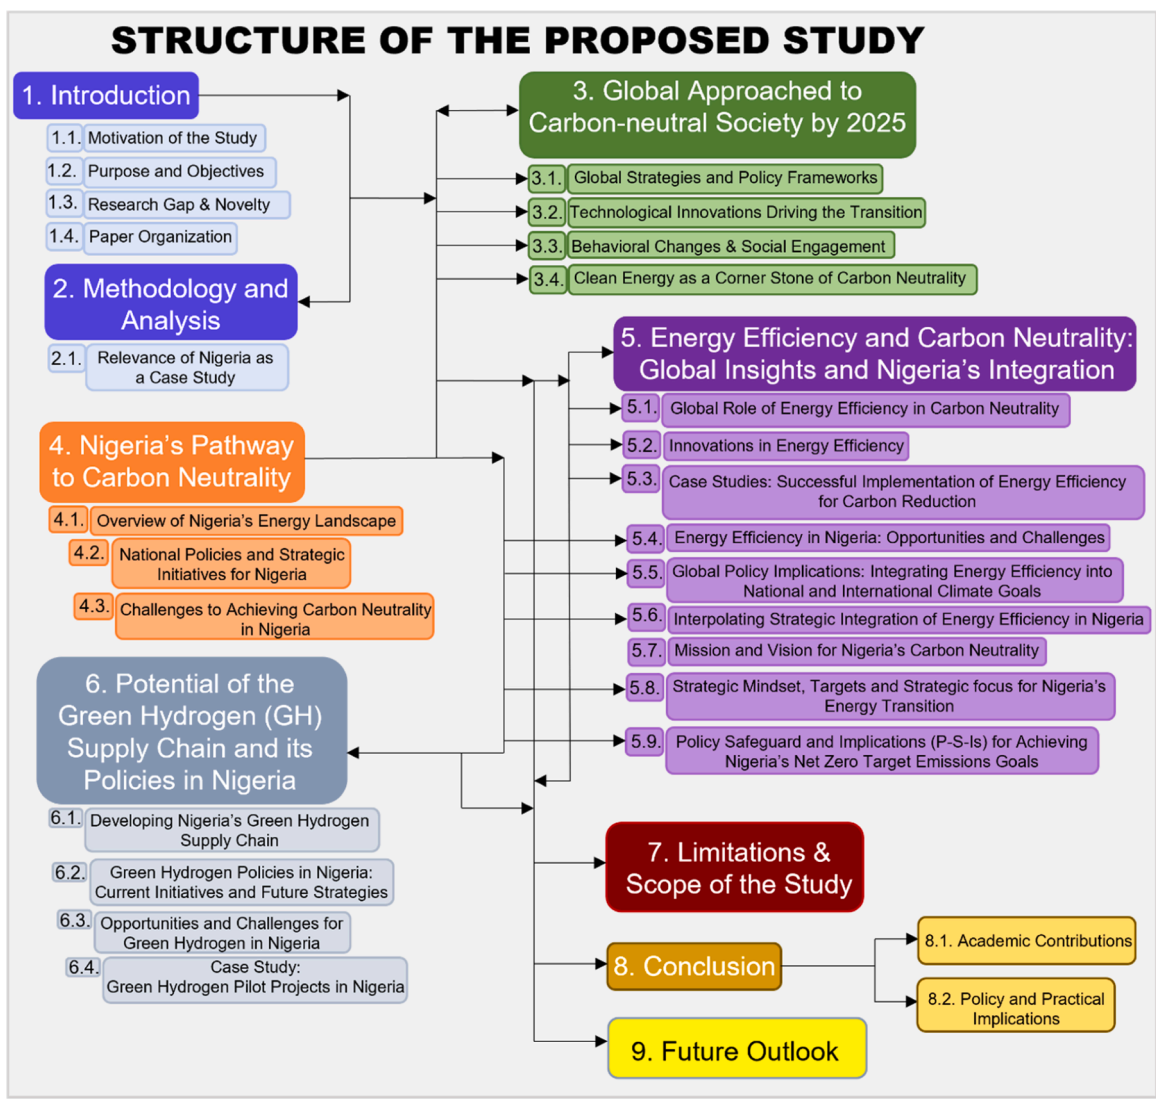 STRUCTURE OF THE PROPOSED STUDY
1. Introduction
1.1. Motivation of the Study
1.2. Purpose and Objectives
1.3. Research Gap & Novelty
1.4. Paper Organization
2. Methodology and
Analysis
2.1. Relevance of Nigeria as
a Case Study
3. Global Approached to
Carbon-neutral Society by 2025
3.1. Global Strategies and Policy Frameworks
3.2. Technological Innovations Driving the Transition
3.3. Behavioral Changes & Social Engagement
3.4. Clean Energy as a Corner Stone of Carbon Neutrality
4. Nigeria's Pathway
to Carbon Neutrality
4.1. Overview of Nigeria's Energy Landscape
4.2. National Policies and Strategic
Initiatives for Nigeria
4.3. Challenges to Achieving Carbon Neutrality
in Nigeria
5. Energy Efficiency and Carbon Neutrality:
Global Insights and Nigeria's Integration
5.1. Global Role of Energy Efficiency in Carbon Neutrality
5.2. Innovations in Energy Efficiency
5.3. Case Studies: Successful Implementation of Energy Efficiency
for Carbon Reduction
5.4. Energy Efficiency in Nigeria: Opportunities and Challenges
5.5. Global Policy Implications: Integrating Energy Efficiency into
National and International Climate Goals
5.6. Interpolating Strategic Integration of Energy Efficiency in Nigeria
5.7. Mission and Vision for Nigeria's Carbon Neutrality
5.8. Strategic Mindset, Targets and Strategic focus for Nigeria's
Energy Transition
5.9. Policy Safeguard and Implications (P-S-Is) for Achieving
Nigeria's Net Zero Target Emissions Goals
6. Potential of the
Green Hydrogen (GH)
Supply Chain and its
Policies in Nigeria
6.1. Developing Nigeria's Green Hydrogen
Supply Chain
6.2. Green Hydrogen Policies in Nigeria:
Current Initiatives and Future Strategies
6.3. Opportunities and Challenges for
Green Hydrogen in Nigeria
6.4. Case Study:
Green Hydrogen Pilot Projects in Nigeria
7. Limitations &
Scope of the Study
8. Conclusion
8.1. Academic Contributions
8.2. Policy and Practical
Implications
9. Future Outlook